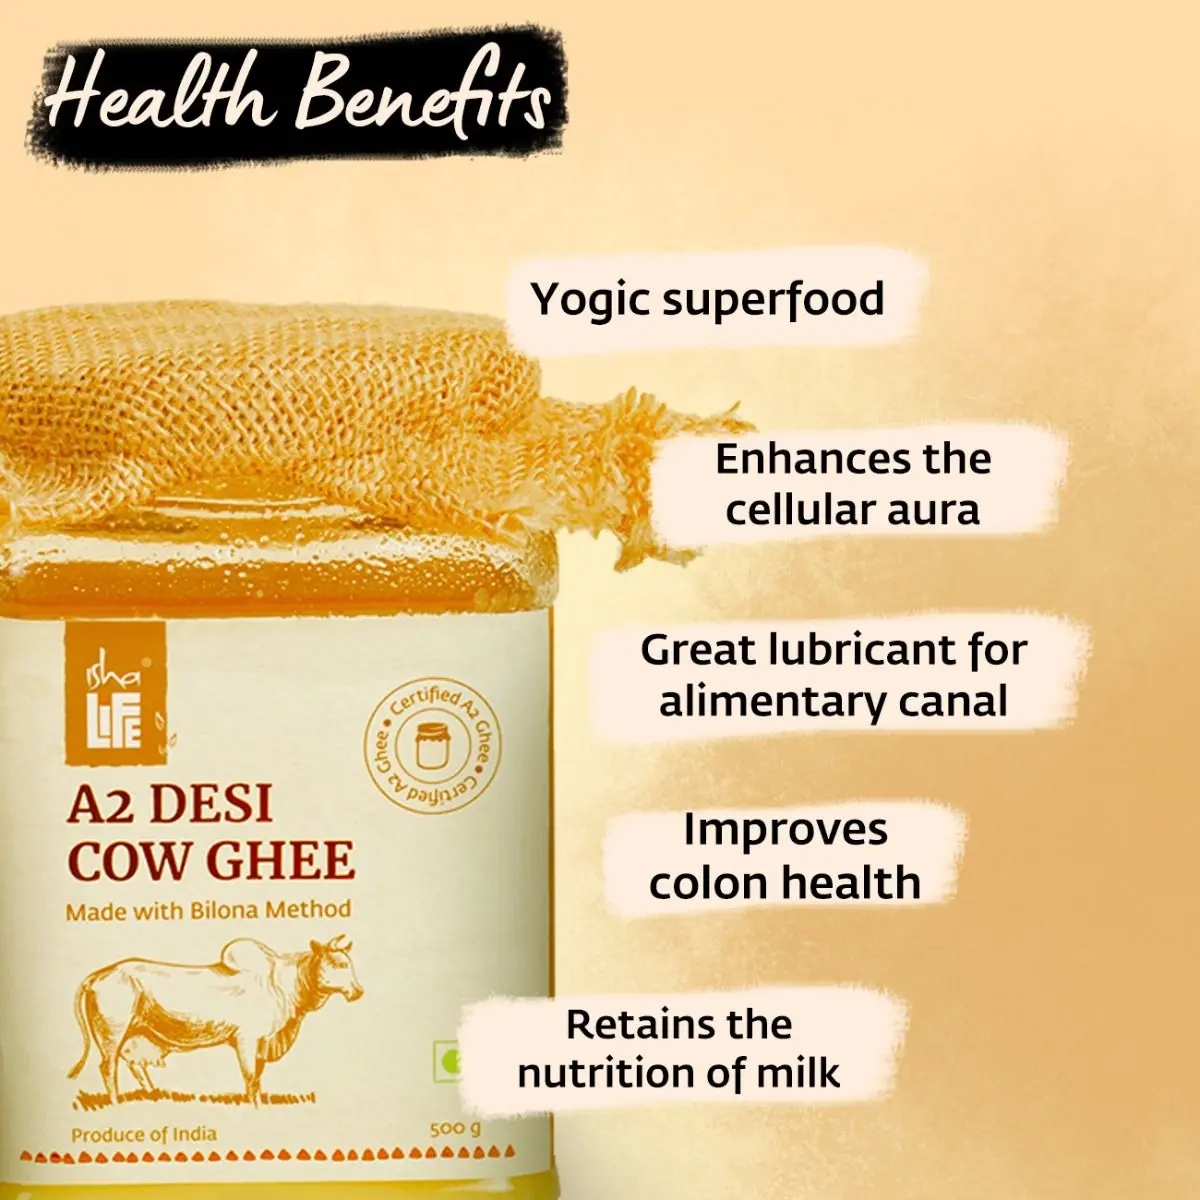 Health Benefits
Yogic superfood
Enhances the
cellular aura
Great lubricant for
alimentary canal
Improves
colon health
Retains the
nutrition of milk
isha
LIFE
Certified A2 Ghee • Certified A2 Ghee •
A2 DESI
COW GHEE
Made with Bilona Method
Produce of India
500 g